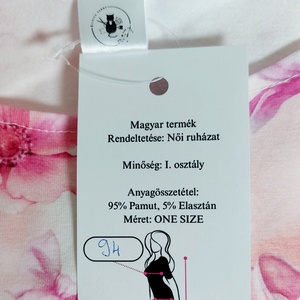 Magyar termék
Rendeltetése: Női ruházat
Minőség: I. osztály
Anyagösszetétel:
95% Pamut, 5% Elasztán
Méret: ONE SIZE
94